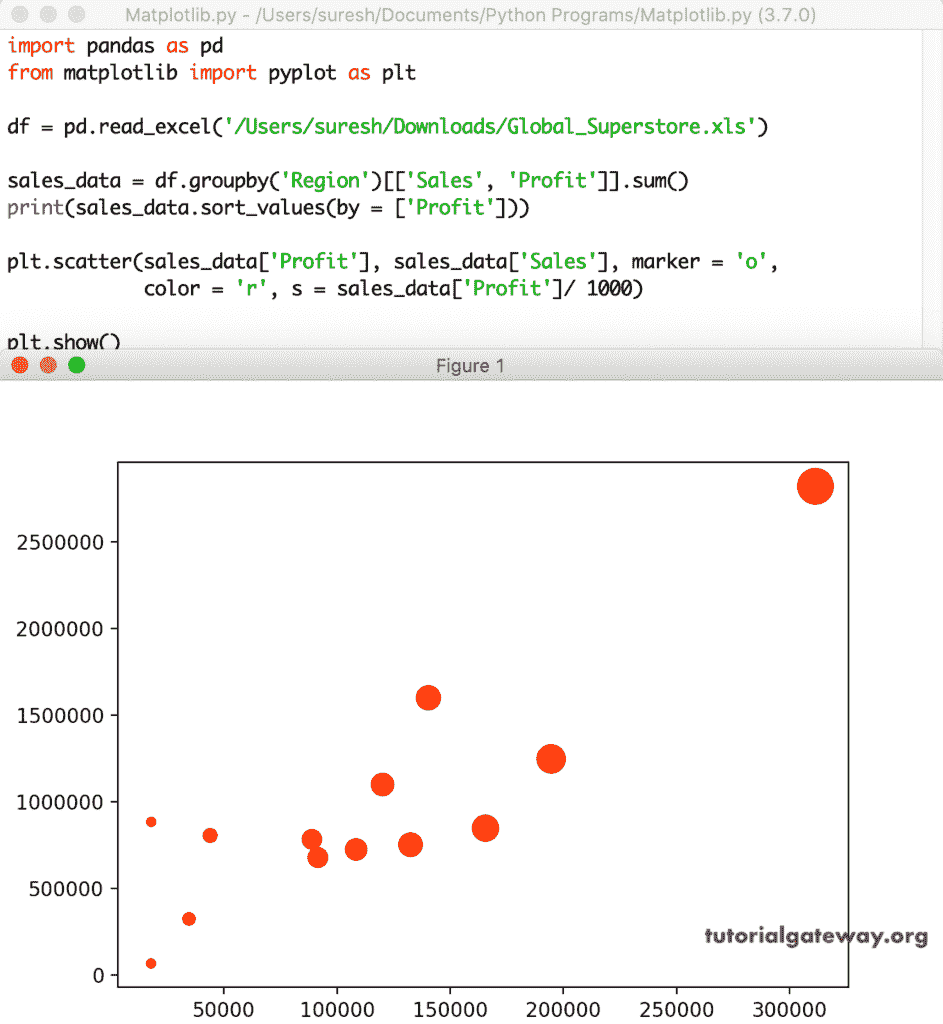 Matplotlib.py - /Users/suresh/Documents/Python Programs/Matplotlib.py (3.7.0)
import pandas as pd
from matplotlib import pyplot as plt
df = pd.read_excel('/Users/suresh/Downloads/Global_Superstore.xls')
sales_data = df.groupby('Region')[['Sales', 'Profit']].sum()
print(sales_data.sort_values(by = ['Profit']))
plt.scatter(sales_data['Profit'], sales_data['Sales'], marker = 'o',
color = 'r', s = sales_data['Profit']/ 1000)
plt.show()
Figure 1
2500000
2000000
1500000
1000000
500000
0
tutorialgateway.org
50000 100000 150000 200000 250000 300000